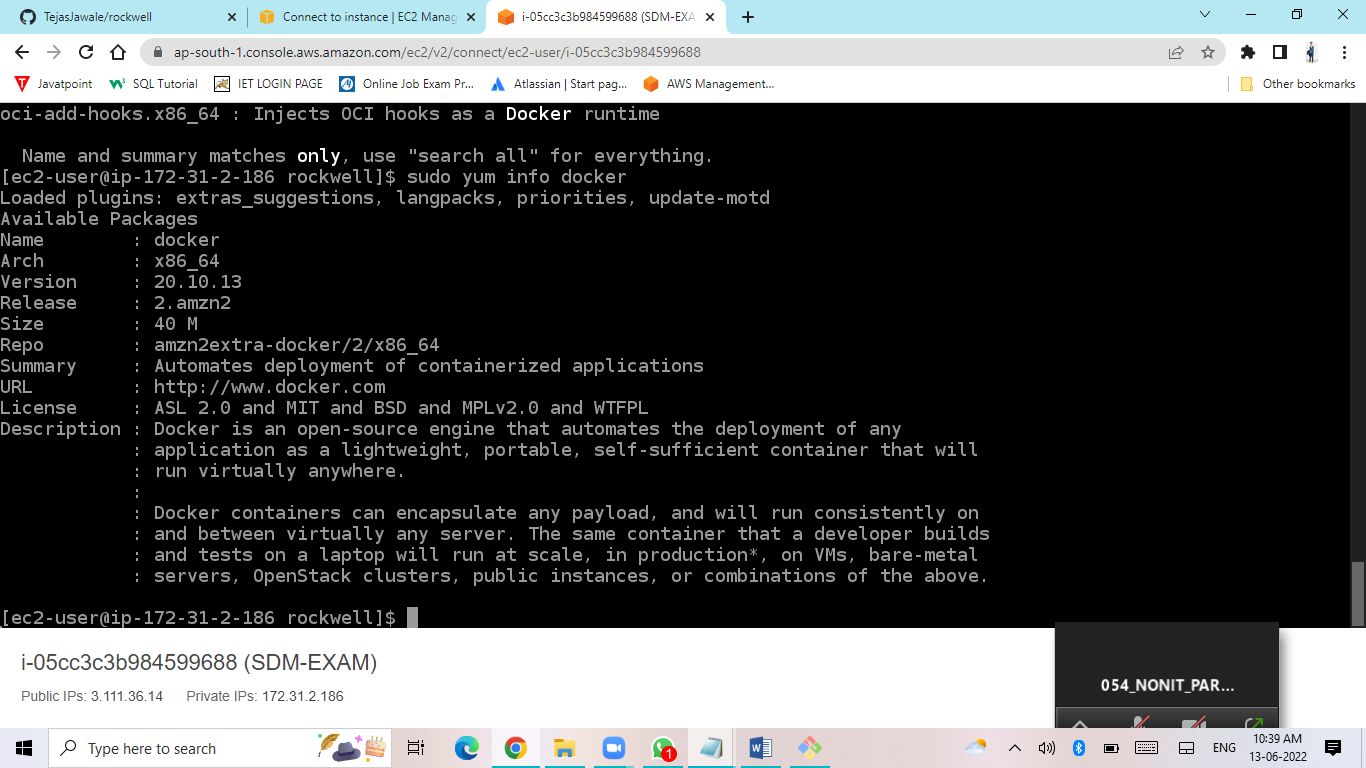 TejasJawale/rockwell
Connect to instance | EC2 Manag
i-05cc3c3b984599688 (SDM-EXA
ap-south-1.console.aws.amazon.com/ec2/v2/connect/ec2-user/i-05cc3c3b984599688
Javatpoint
SQL Tutorial
IET LOGIN PAGE
Online Job Exam Pr...
Atlassian | Start pag...
AWS Management...
Other bookmarks
oci-add-hooks.x86_64 : Injects OCI hooks as a Docker runtime
Name and summary matches only, use "search all" for everything.
[ec2-user@ip-172-31-2-186 rockwell]$ sudo yum info docker
Loaded plugins: extras_suggestions, langpacks, priorities, update-motd
Available Packages
Name        : docker
Arch        : x86_64
Version     : 20.10.13
Release     : 2.amzn2
Size        : 40 M
Repo        : amzn2extra-docker/2/x86_64
Summary     : Automates deployment of containerized applications
URL         : http://www.docker.com
License     : ASL 2.0 and MIT and BSD and MPLv2.0 and WTFPL
Description : Docker is an open-source engine that automates the deployment of any
            : application as a lightweight, portable, self-sufficient container that will
            : run virtually anywhere.
            :
            : Docker containers can encapsulate any payload, and will run consistently on
            : and between virtually any server. The same container that a developer builds
            : and tests on a laptop will run at scale, in production*, on VMs, bare-metal
            : servers, OpenStack clusters, public instances, or combinations of the above.
[ec2-user@ip-172-31-2-186 rockwell]$
i-05cc3c3b984599688 (SDM-EXAM)
Public IPs: 3.111.36.14 Private IPs: 172.31.2.186
054_NONIT_PAR...
Type here to search
1
ENG
10:39 AM
13-06-2022